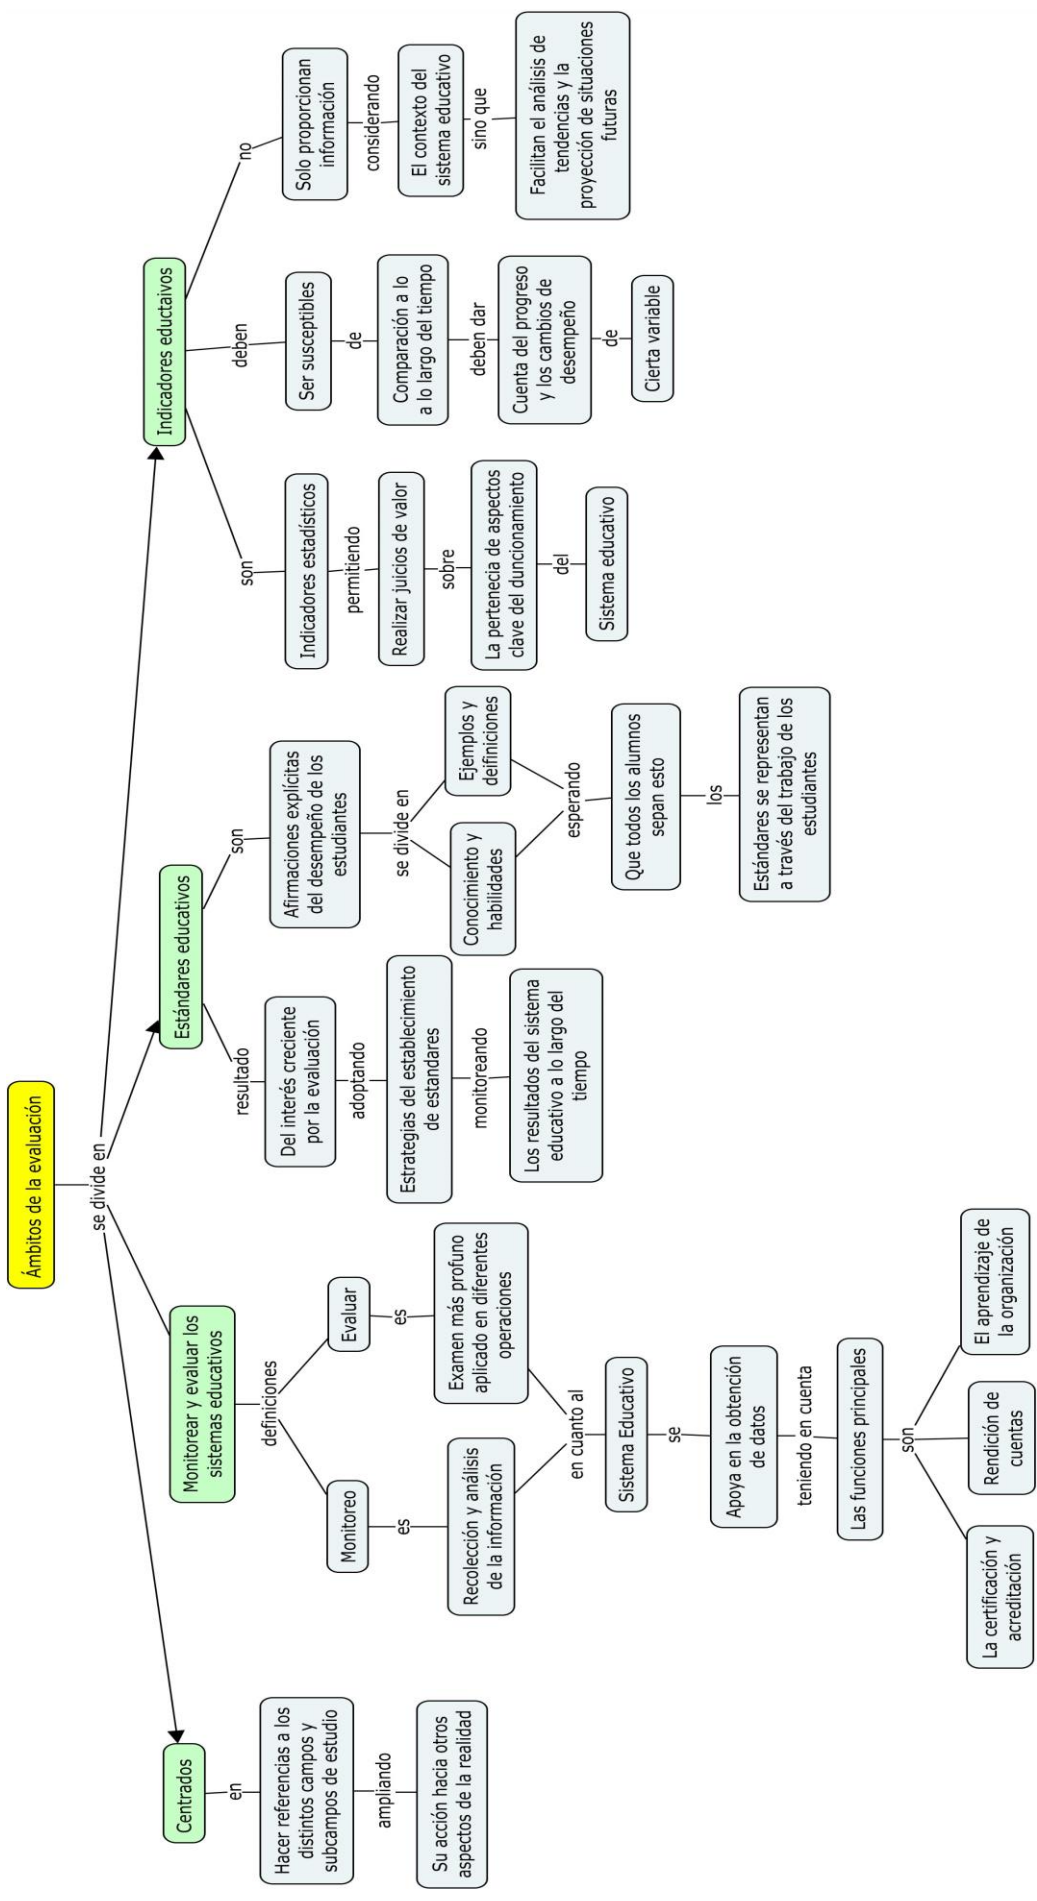 Ámbitos de la evaluación
se divide en
Centrados
en
Hacer referencias a los
distintos campos y
subcampos de estudio
ampliando
Su acción hacia otros
aspectos de la realidad
Monitorear y evaluar los
sistemas educativos
definiciones
Monitoreo
es
Recolección y análisis
de la información
Evaluar
es
Examen más profuno
aplicado en diferentes
operaciones
en cuanto al
Sistema Educativo
se
Apoya en la obtención
de datos
teniendo en cuenta
Las funciones principales
son
La certificación y
acreditación
Rendición de
cuentas
El aprendizaje de
la organización
Estándares educativos
resultado
Del interés creciente
por la evaluación
adoptando
Estrategias del establecimiento
de estandares
monitoreando
Los resultados del sistema
educativo a lo largo del
tiempo
son
Afirmaciones explícitas
del desempeño de los
estudiantes
se divide en
Conocimiento y
habilidades
Ejemplos y
deifiniciones
esperando
Que todos los alumnos
sepan esto
los
Estándares se representan
a través del trabajo de los
estudiantes
Indicadores eductaivos
son
Indicadores estadísticos
permitiendo
Realizar juicios de valor
sobre
La pertenecia de aspectos
clave del duncionamiento
del
Sistema educativo
deben
Ser susceptibles
de
Comparación a lo
a lo largo del tiempo
deben dar
Cuenta del progreso
y los cambios de
desempeño
de
Cierta variable
no
Solo proporcionan
información
considerando
El contexto del
sistema educativo
sino que
Facilitan el análisis de
tendencias y la
proyección de situaciones
futuras